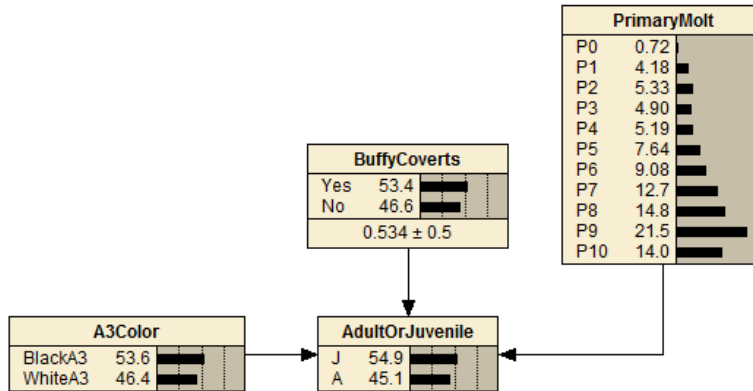 PrimaryMolt
P0 0.72
P1 4.18
P2 5.33
P3 4.90
P4 5.19
P5 7.64
P6 9.08
P7 12.7
P8 14.8
P9 21.5
P10 14.0
BuffyCoverts
Yes 53.4
No 46.6
0.534 ± 0.5
A3Color
BlackA3 53.6
WhiteA3 46.4
AdultOrJuvenile
J 54.9
A 45.1